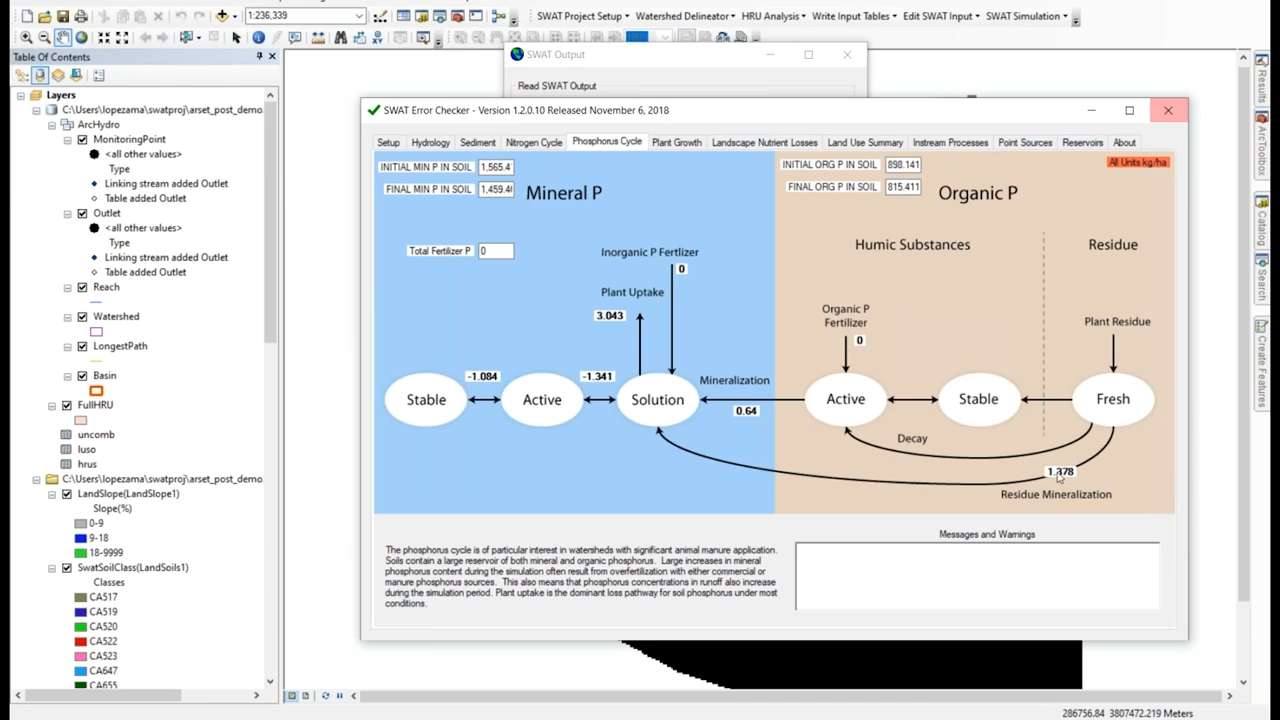 1:236,339
SWAT Project Setup
Watershed Delineator
HRU Analysis
Write Input Tables
Edit SWAT Input
SWAT Simulation
Table Of Contents
Layers
C:\Users\lopezama\swatproj\arset_post_demo
ArcHydro
MonitoringPoint
<all other values>
Type
Linking stream added Outlet
Table added Outlet
Outlet
<all other values>
Type
Linking stream added Outlet
Table added Outlet
Reach
Watershed
LongestPath
Basin
FullHRU
uncomb
luso
hrus
C:\Users\lopezama\swatproj\arset_post_demo
LandSlope(LandSlope1)
Slope(%)
0-9
9-18
18-9999
SwatSoilClass(LandSoils1)
Classes
CA517
CA519
CA520
CA522
CA523
CA647
CA655
SWAT Output
Read SWAT Output
SWAT Error Checker - Version 1.2.0.10 Released November 6, 2018
Setup Hydrology Sediment Nitrogen Cycle Phosphorus Cycle Plant Growth Landscape Nutrient Losses Land Use Summary Instream Processes Point Sources Reservoirs About
INITIAL MIN P IN SOIL 1,565.4
FINAL MIN P IN SOIL
Mineral P
INITIAL ORG P IN SOIL 898.141
FINAL ORG P IN SOIL 815.411
Organic P
All Units kg/ha
Total Fertilizer P 0
Inorganic P Fertlizer
0
Plant Uptake
3.043
Humic Substances
Residue
Organic P
Fertilizer
0
Plant Residue
-1.084
-1.341
Mineralization
0.64
Stable
Active
Solution
Active
Stable
Fresh
Decay
1.378
Residue Mineralization
Messages and Warnings
The phosphorus cycle is of particular interest in watersheds with significant animal manure application.
Soils contain a large reservoir of both mineral and organic phosphorus. Large increases in mineral
phosphorus content during the simulation often result from overfertilization with either commercial or
manure phosphorus sources. This also means that phosphorus concentrations in runoff also increase
during the simulation period. Plant uptake is the dominant loss pathway for soil phosphorus under most
conditions.
Results
ArcToolbox
Catalog
Search
Create Features
286756.84 3807472.219 Meters